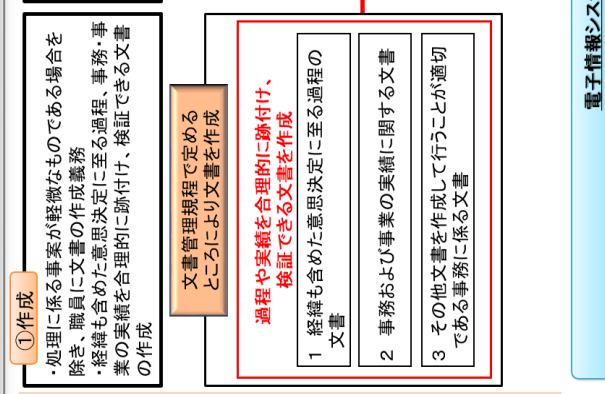 ①作成
・処理に係る事案が軽微なものである場合を
除き、職員に文書の作成義務
・経緯も含めた意思決定に至る過程、事務・事
業の実績を合理的に跡付け、検証できる文書
の作成
文書管理規程で定める
ところにより文書を作成
過程や実績を合理的に跡付け、
検証できる文書を作成
1 経緯も含めた意思決定に至る過程の
文書
2 事務および事業の実績に関する文書
3 その他文書を作成して行うことが適切
である事務に係る文書
電子情報シス